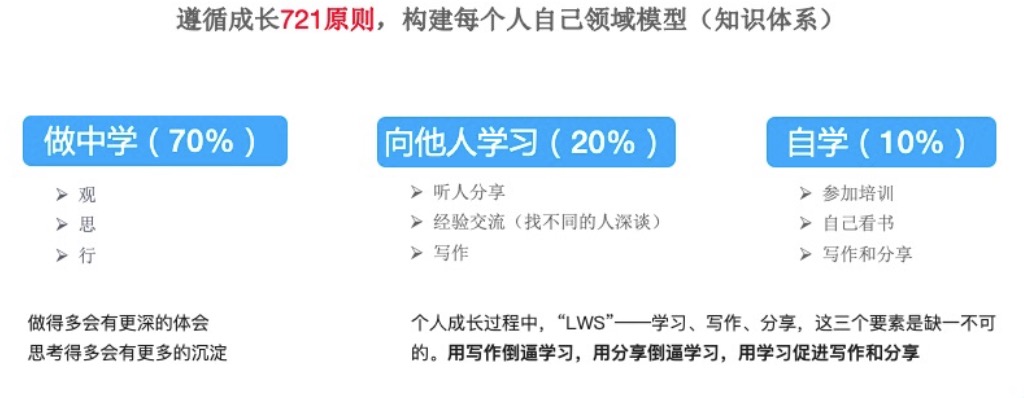 遵循成长721原则，构建每个人自己领域模型（知识体系）
做中学（70%）
➢ 观
➢ 思
➢ 行
向他人学习（20%）
➢ 听人分享
➢ 经验交流（找不同的人深谈）
➢ 写作
自学（10%）
➢ 参加培训
➢ 自己看书
➢ 写作和分享
做得多会有更深的体会
思考得多会有更多的沉淀
个人成长过程中，“LWS”——学习、写作、分享，这三个要素是缺一不可
的。用写作倒逼学习，用分享倒逼学习，用学习促进写作和分享